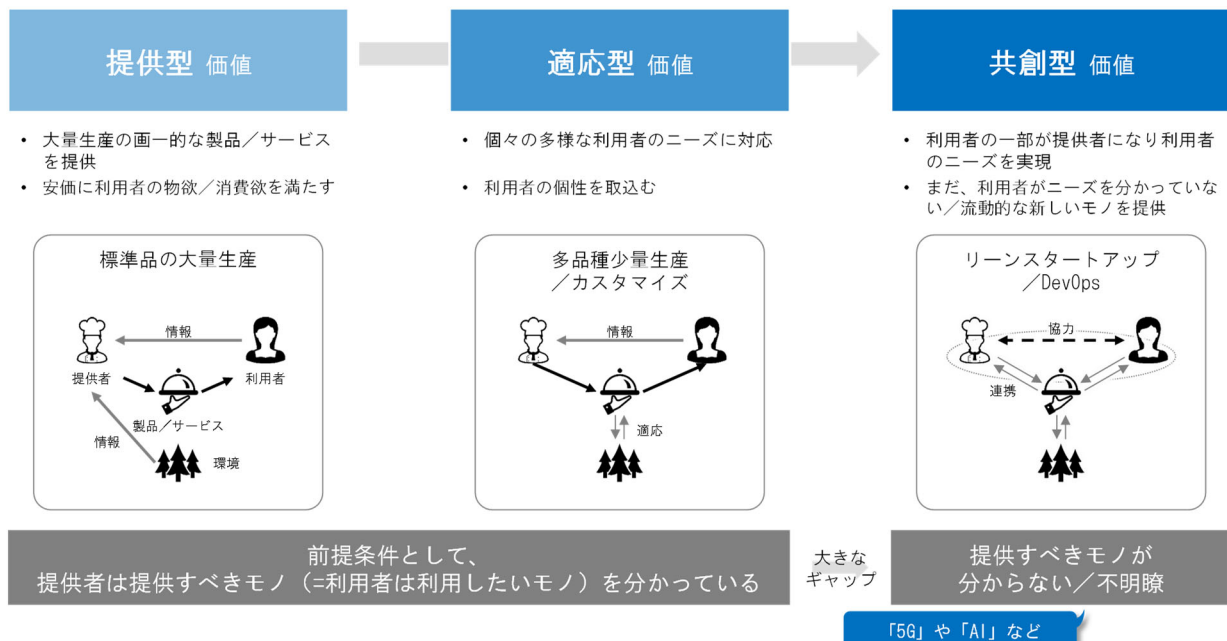 提供型 価値
適応型 価値
共創型 価値
• 大量生産の画一的な製品／サービス
を提供
• 安価に利用者の物欲／消費欲を満たす
• 個々の多様な利用者のニーズに対応
• 利用者の個性を取込む
• 利用者の一部が提供者になり利用者
のニーズを実現
• まだ、利用者がニーズを分かっていな
い／流動的な新しいモノを提供
標準品の大量生産
情報
提供者
利用者
製品／サービス
情報
環境
多品種少量生産
／カスタマイズ
情報
適応
リーンスタートアップ
／DevOps
協力
連携
前提条件として、
提供者は提供すべきモノ（=利用者は利用したいモノ）を分かっている
大きな
ギャップ
提供すべきモノが
分からない／不明瞭
「5G」や「AI」など